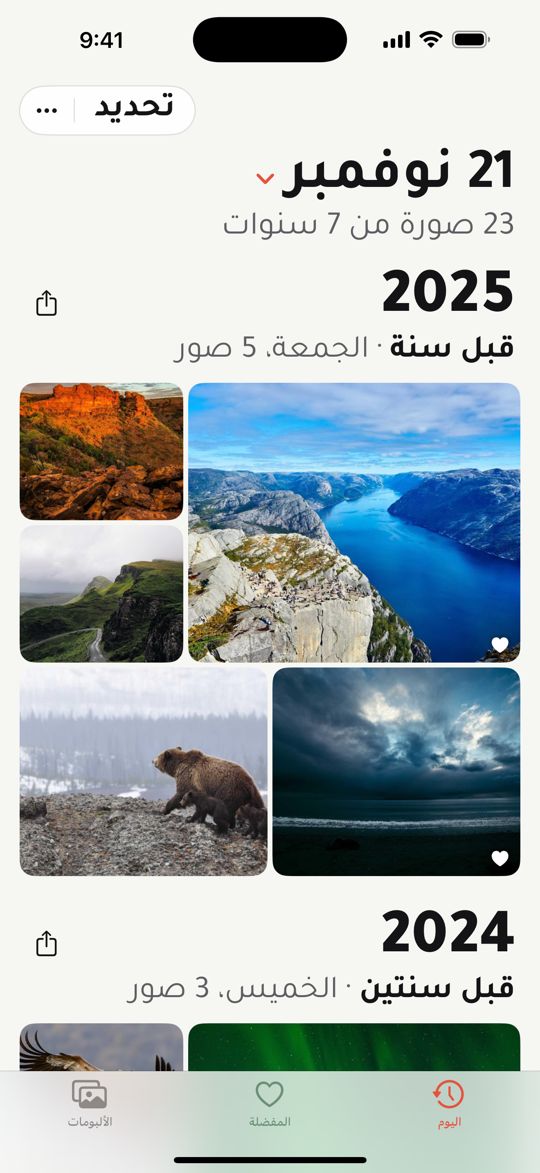 9:41
تحديد
21 نوفمبر
23 صورة من 7 سنوات
2025
قبل سنة · الجمعة، 5 صور
2024
قبل سنتين · الخميس، 3 صور
اليوم
المفضلة
الألبومات